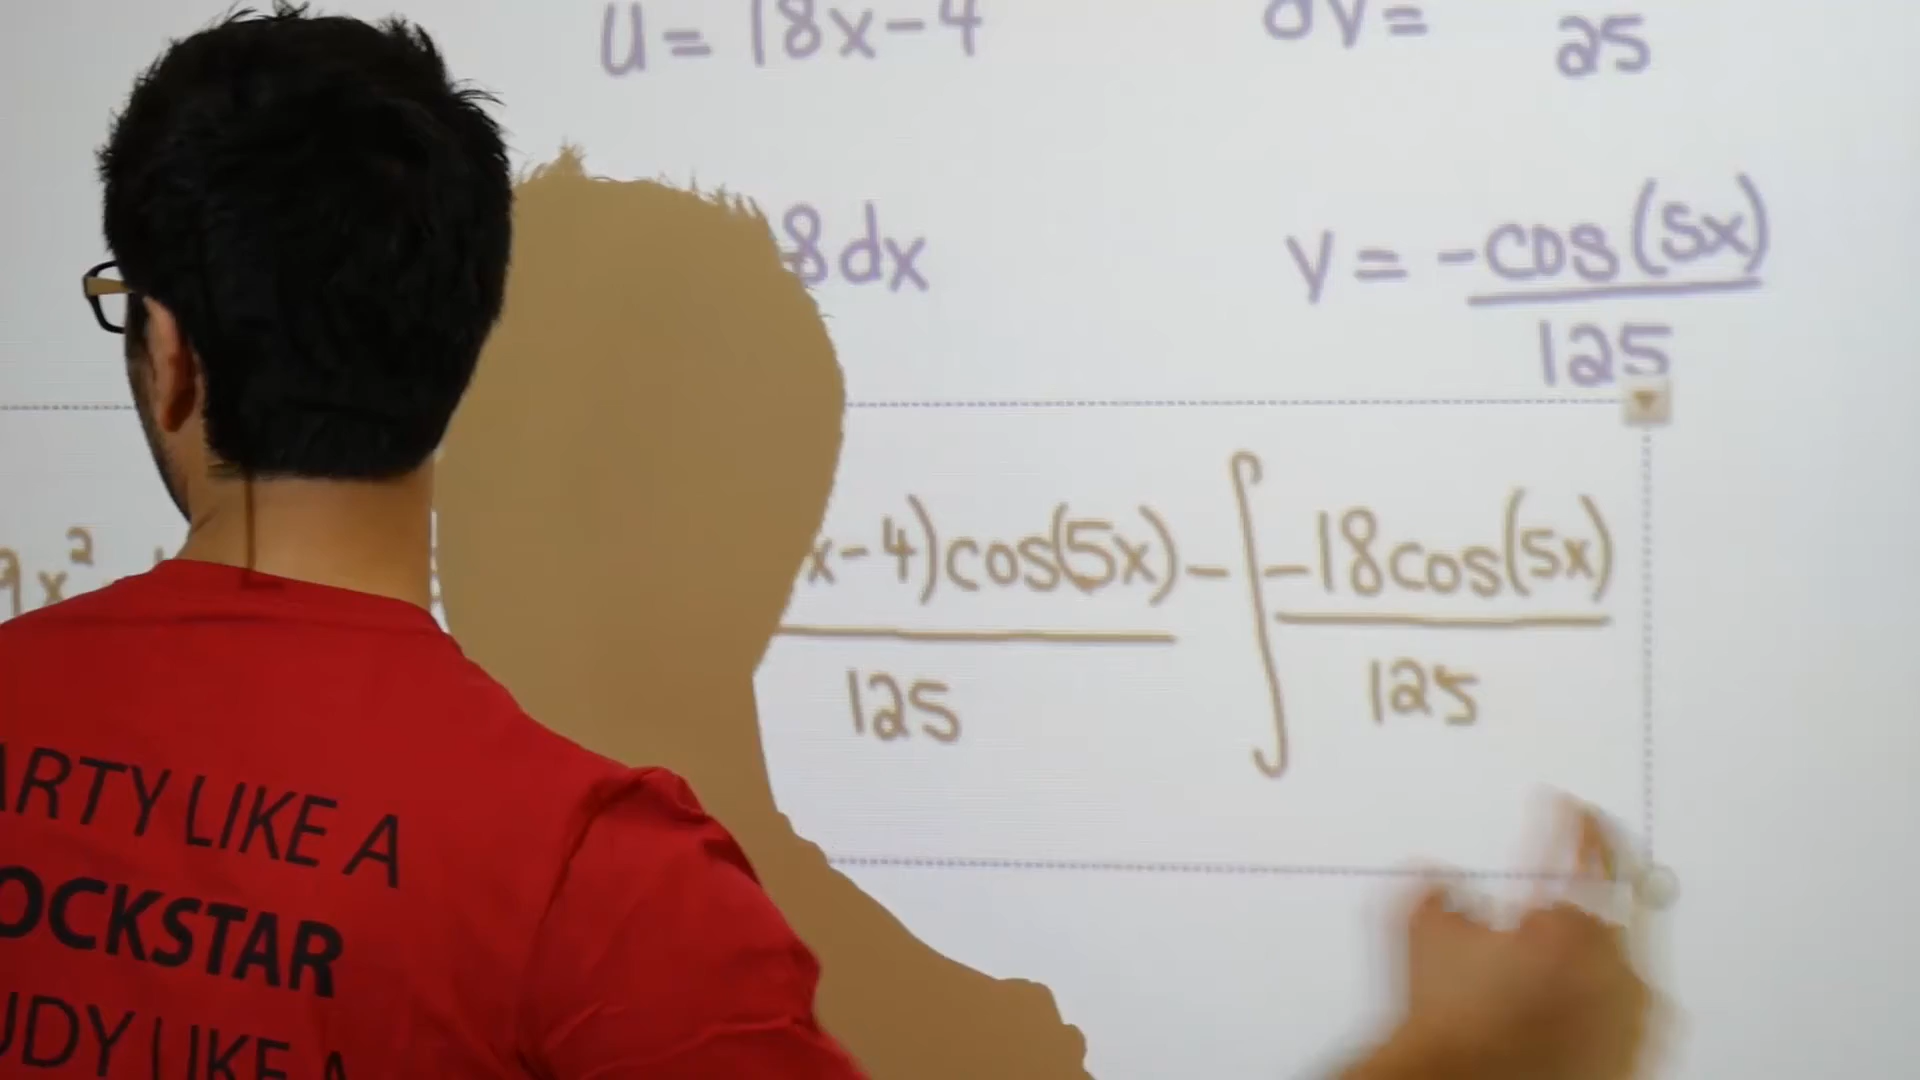 U = 18x-4
dv =
25
8dx
v = -cos(5x)
125
9x²
x-4)cos(5x) - ∫ -18cos(5x)
125
125
ARTY LIKE A
OCKSTAR
UDY LIKE A